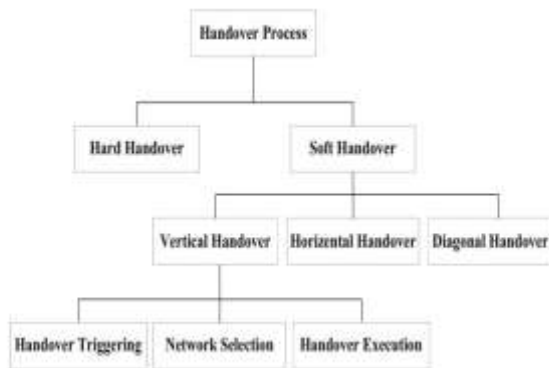 Handover Process
Hard Handover
Soft Handover
Vertical Handover
Horizental Handover
Diagonal Handover
Handover Triggering
Network Selection
Handover Execution